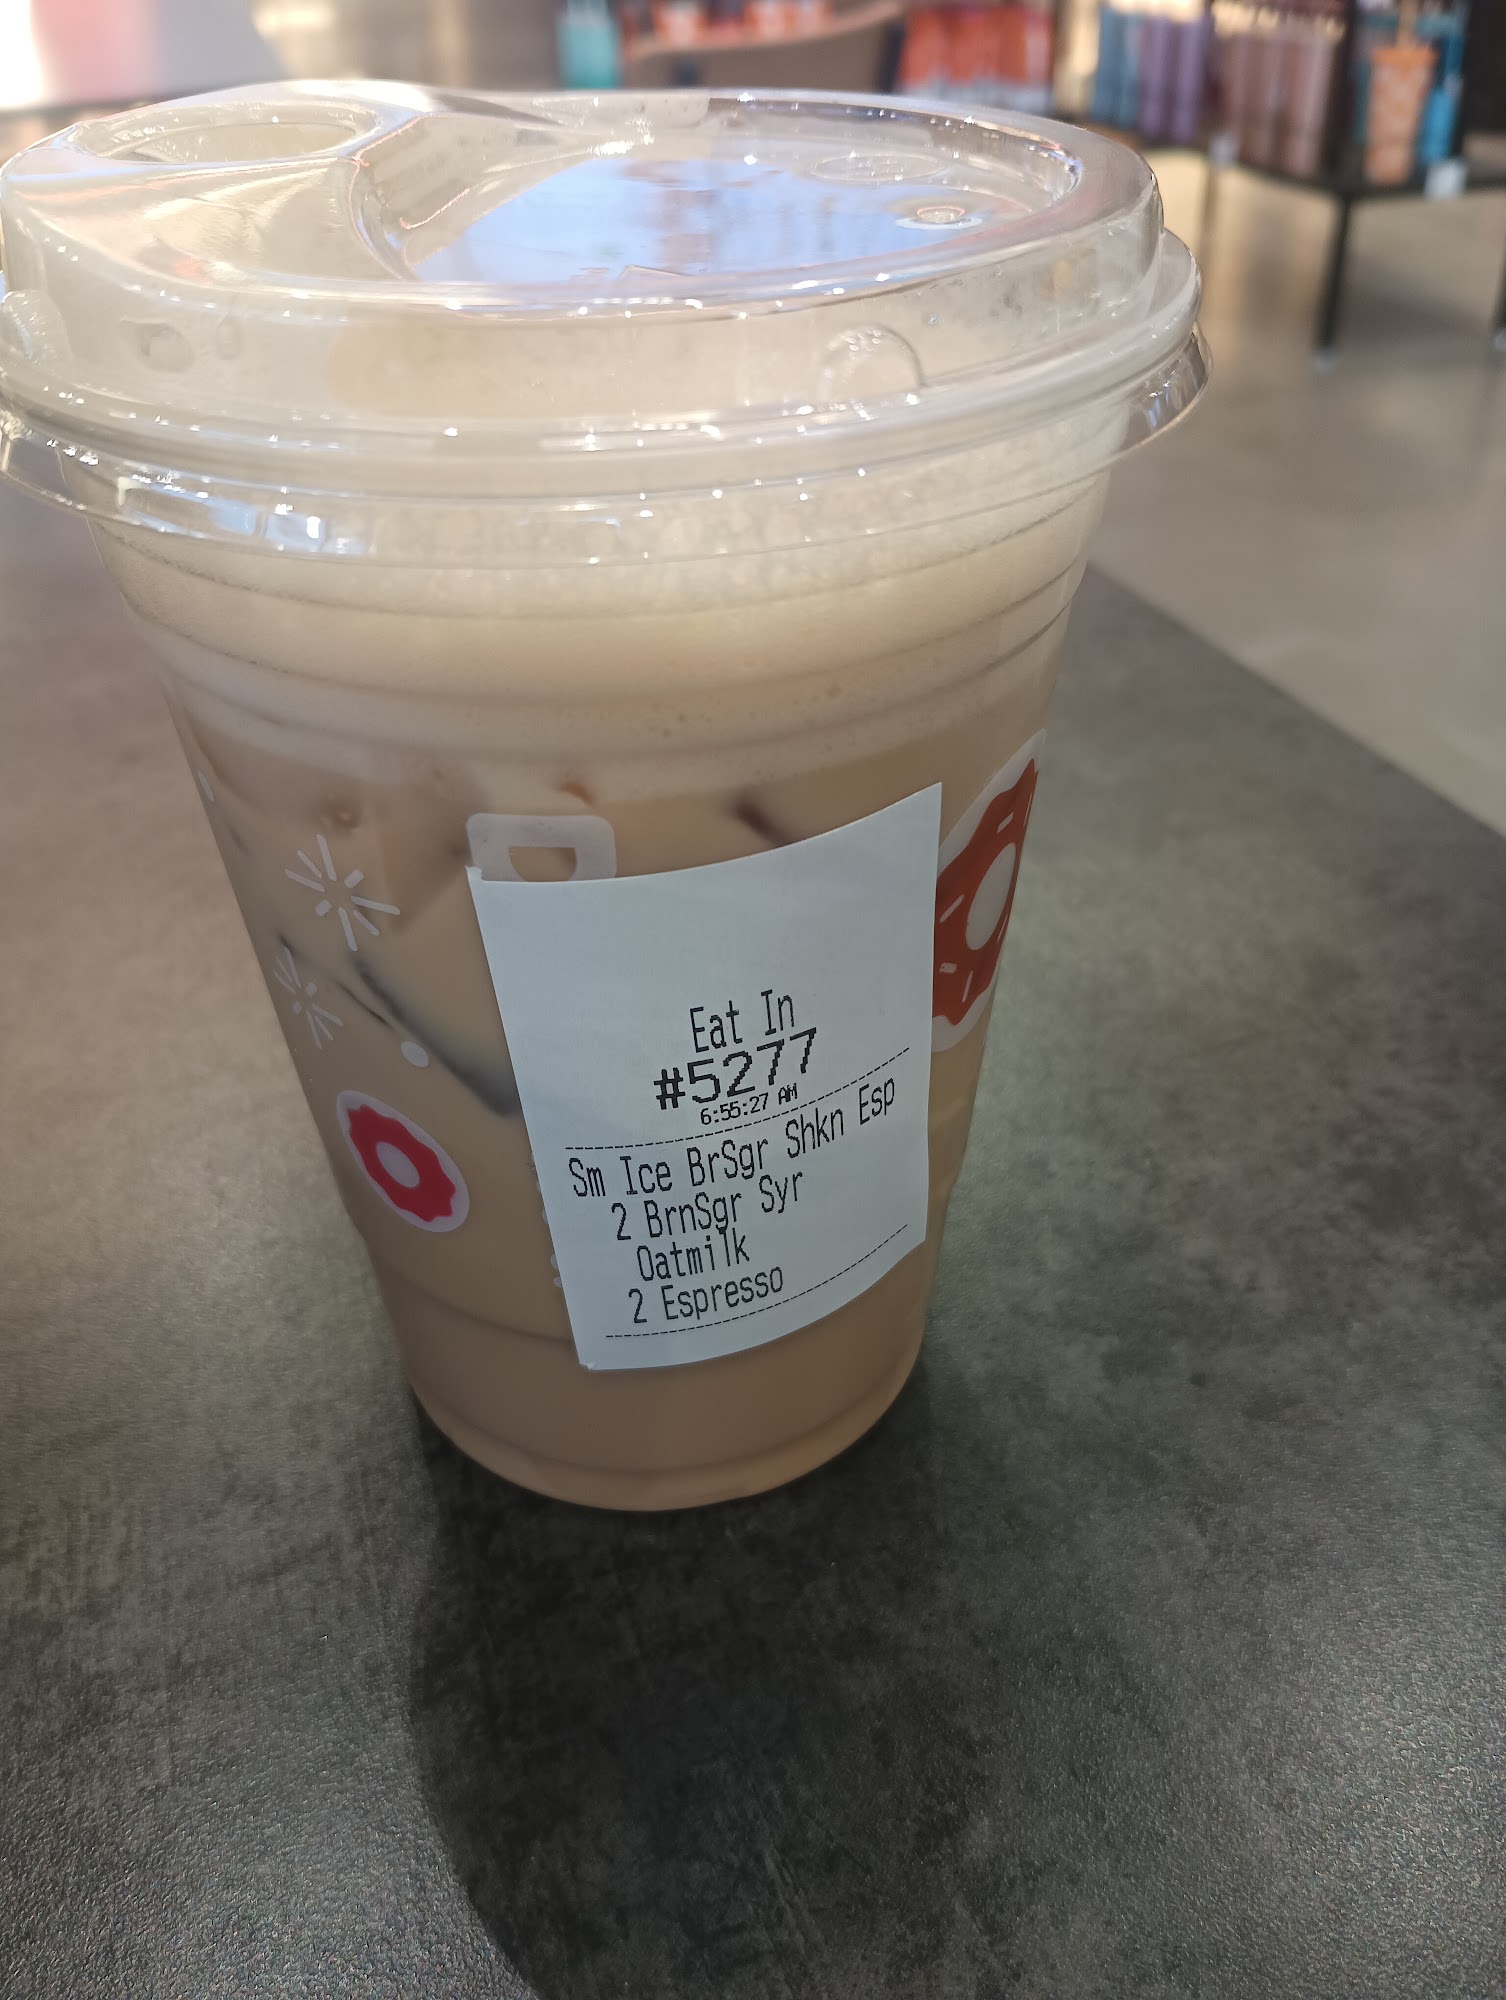 Eat In
#5277
6:55:27 AM
Sm Ice BrSgr Shkn Esp
2 BrnSgr Syr
Oatmilk
2 Espresso